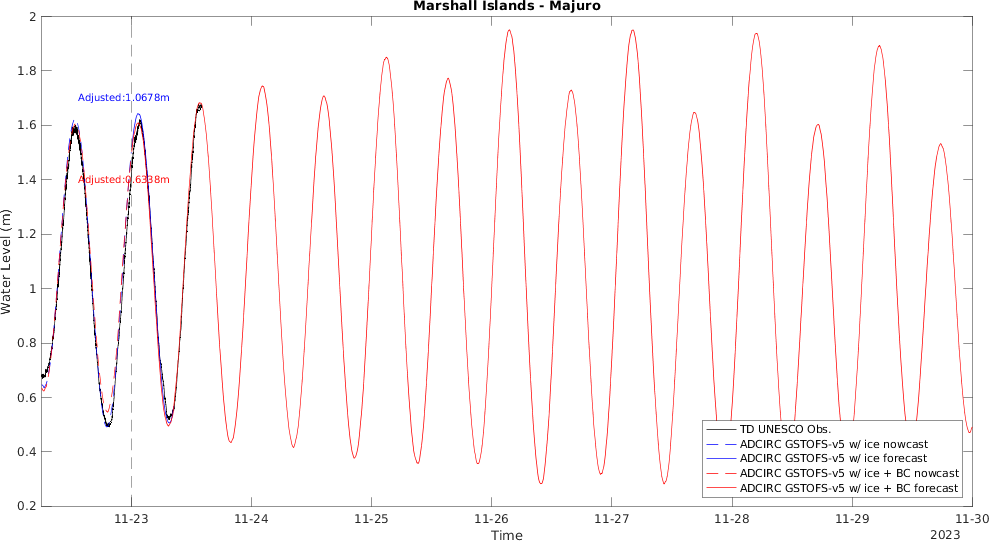 Marshall Islands - Majuro
2
1.8
Adjusted:1.0678m
1.6
1.4
Adjusted:0.6338m
1.2
Water Level (m)
1
0.8
0.6
0.4
0.2
TD UNESCO Obs.
ADCIRC GSTOFS-v5 w/ ice nowcast
ADCIRC GSTOFS-v5 w/ ice forecast
ADCIRC GSTOFS-v5 w/ ice + BC nowcast
ADCIRC GSTOFS-v5 w/ ice + BC forecast
11-23 11-24 11-25 11-26 11-27 11-28 11-29 11-30
Time
2023